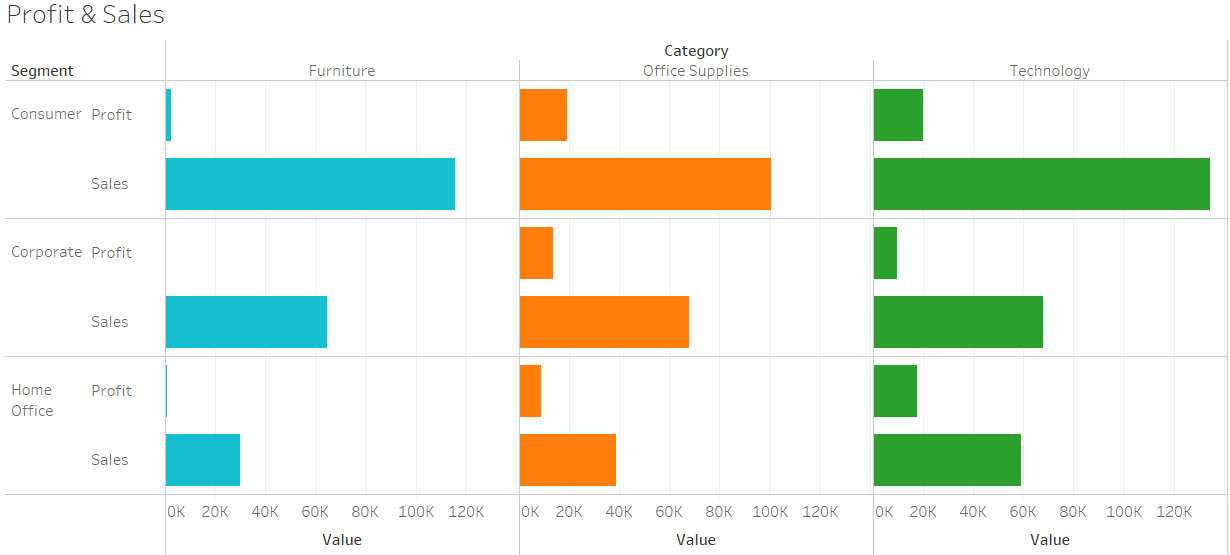 Profit & Sales
Category
Segment Furniture Office Supplies Technology
Consumer Profit
Sales
Corporate Profit
Sales
Home Office Profit
Sales
0K 20K 40K 60K 80K 100K 120K 0K 20K 40K 60K 80K 100K 120K 0K 20K 40K 60K 80K 100K 120K
Value Value Value